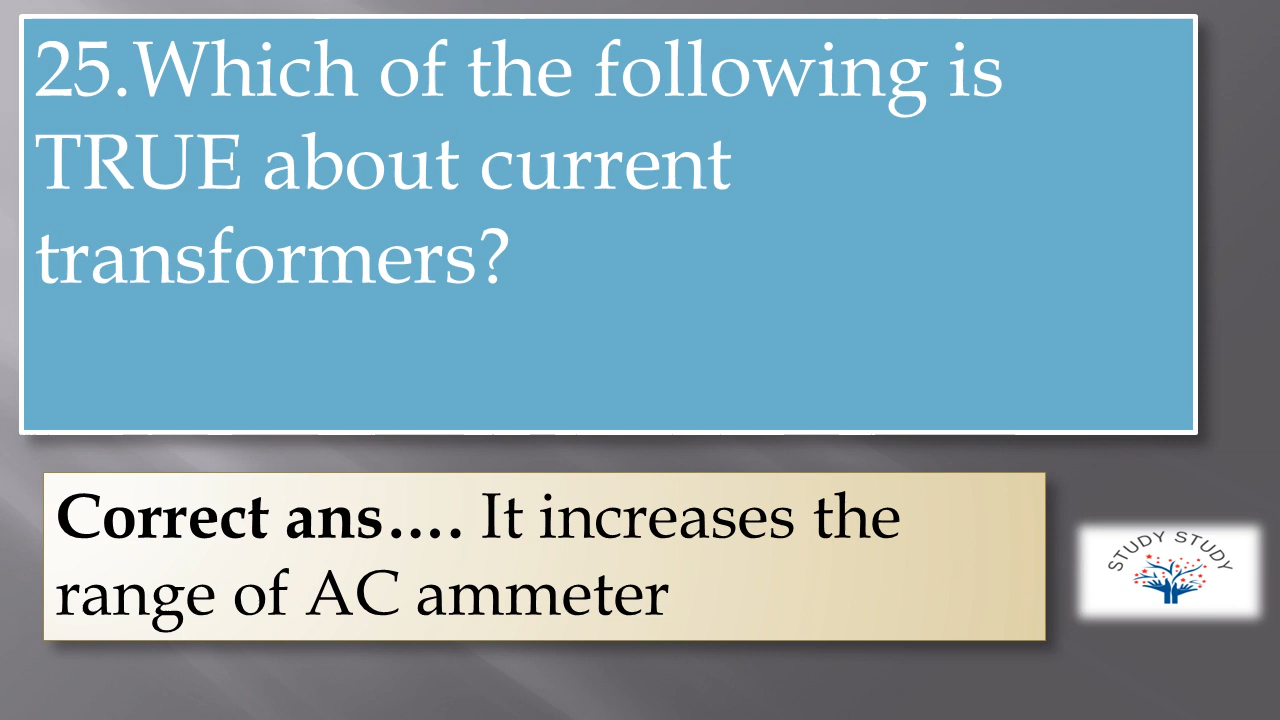 25.Which of the following is
TRUE about current
transformers?
Correct ans…. It increases the
range of AC ammeter
STUDY STUDY